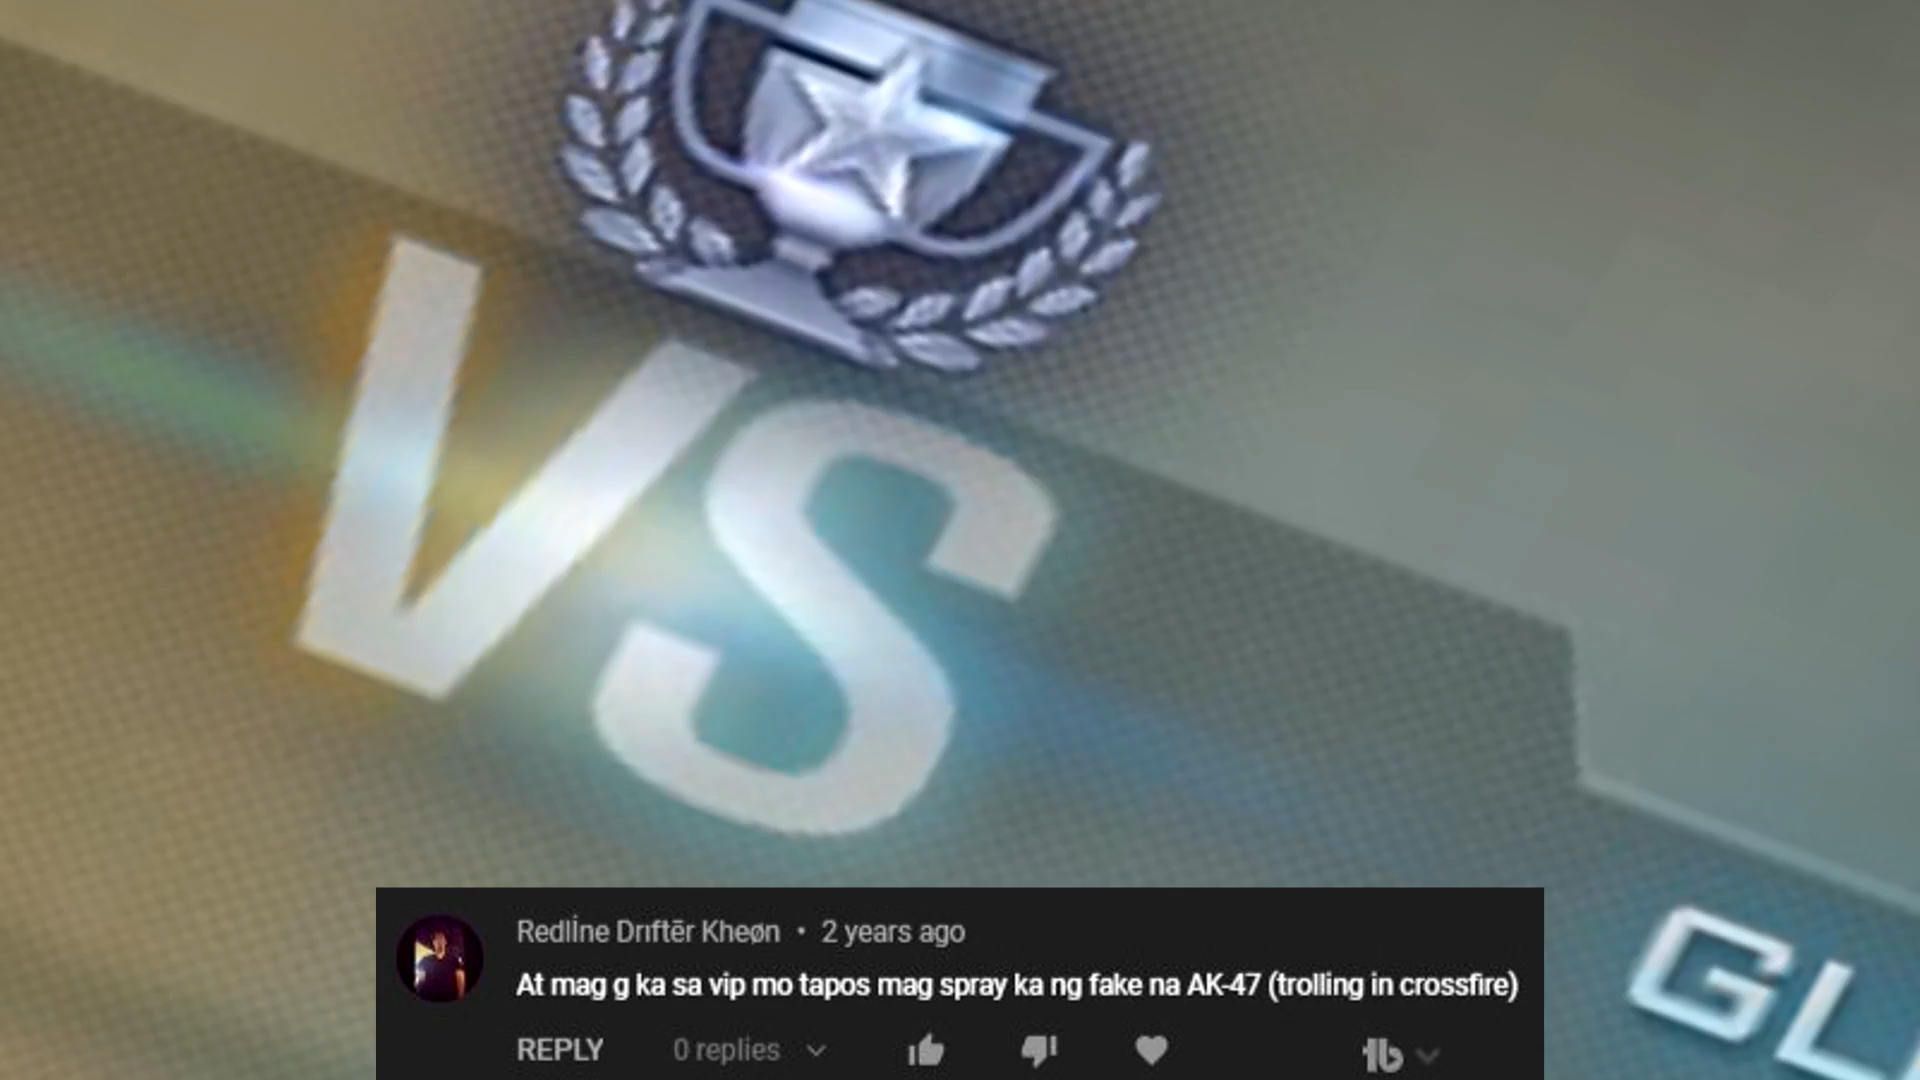 VS
GL
Redlİne Drıftēr Kheøn • 2 years ago
At mag g ka sa vip mo tapos mag spray ka ng fake na AK-47 (trolling in crossfire)
REPLY 0 replies